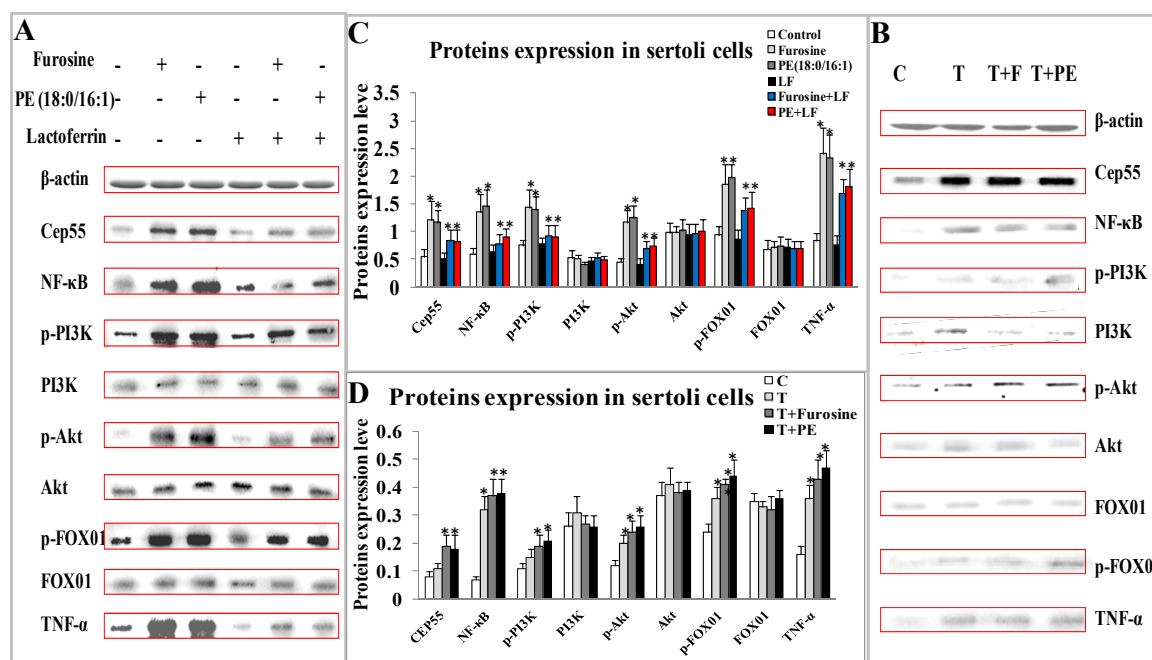 A
Furosine - + - - + -
PE (18:0/16:1) - - + - - +
Lactoferrin - - - + + +
β-actin
Cep55
NF-κB
p-PI3K
PI3K
p-Akt
Akt
p-FOX01
FOX01
TNF-α
C
Proteins expression in sertoli cells
Control
Furosine
PE(18:0/16:1)
LF
Furosine+LF
PE+LF
Proteins expression leve
3.5
3
2.5
2
1.5
1
0.5
0
* * **
* * **
* * **
* * **
** **
* * **
Cep55 NF-κB p-PI3K PI3K p-Akt Akt p-FOX01 FOX01 TNF-α
D
Proteins expression in sertoli cells
C
T
T+Furosine
T+PE
Proteins expression leve
0.6
0.5
0.4
0.3
0.2
0.1
0
**
* **
* *
* * *
* * * *
* * *
CEP55 NF-κB p-PI3K PI3K p-Akt Akt p-FOX01 FOX01 TNF-α
B
C T T+F T+PE
β-actin
Cep55
NF-κB
p-PI3K
PI3K
p-Akt
Akt
FOX01
p-FOX0
TNF-α